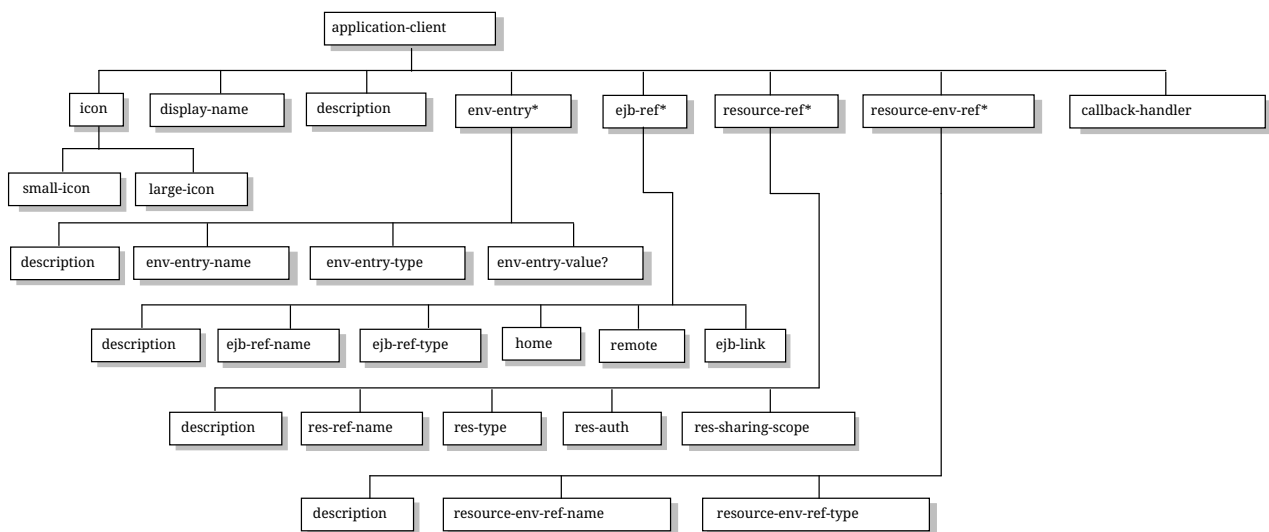 application-client
icon
display-name
description
env-entry*
ejb-ref*
resource-ref*
resource-env-ref*
callback-handler
small-icon
large-icon
description
env-entry-name
env-entry-type
env-entry-value?
description
ejb-ref-name
ejb-ref-type
home
remote
ejb-link
description
res-ref-name
res-type
res-auth
res-sharing-scope
description
resource-env-ref-name
resource-env-ref-type